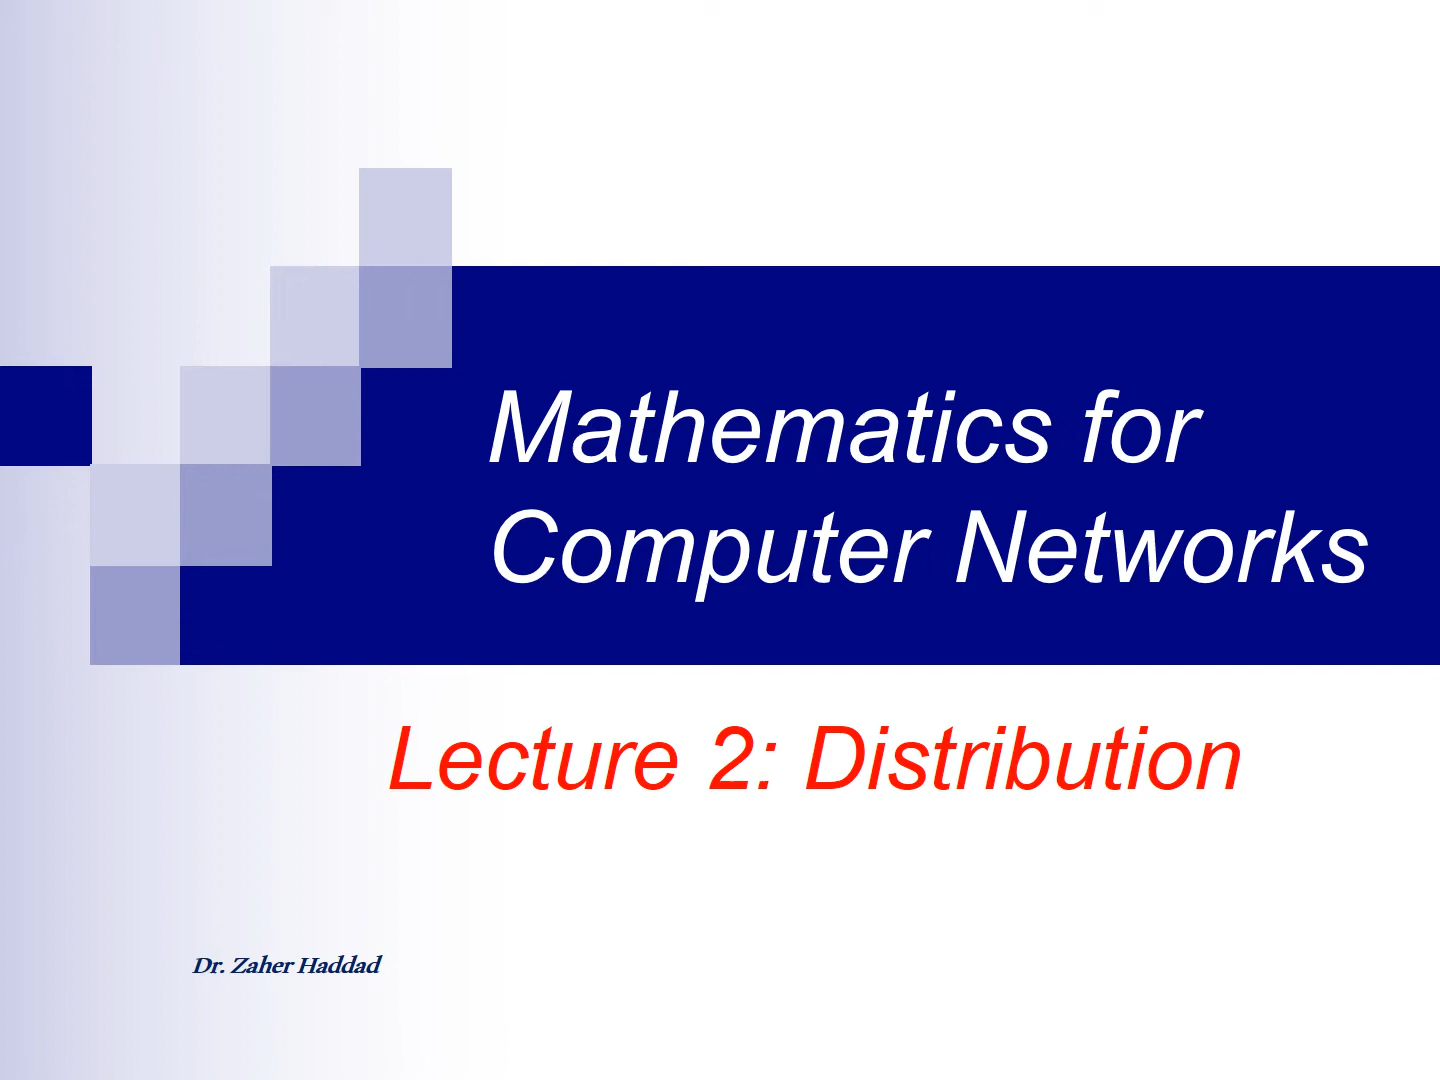 Mathematics for
Computer Networks
Lecture 2: Distribution
Dr. Zaher Haddad